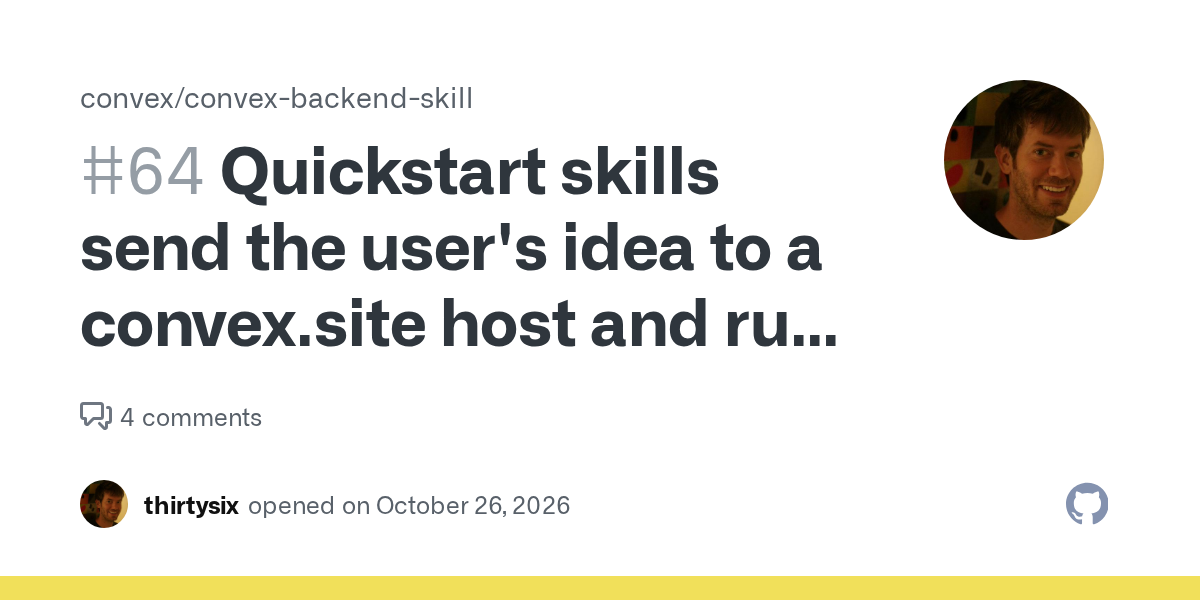 convex/convex-backend-skill
#64 Quickstart skills
send the user's idea to a
convex.site host and ru...
4 comments
thirtysix opened on October 26, 2026